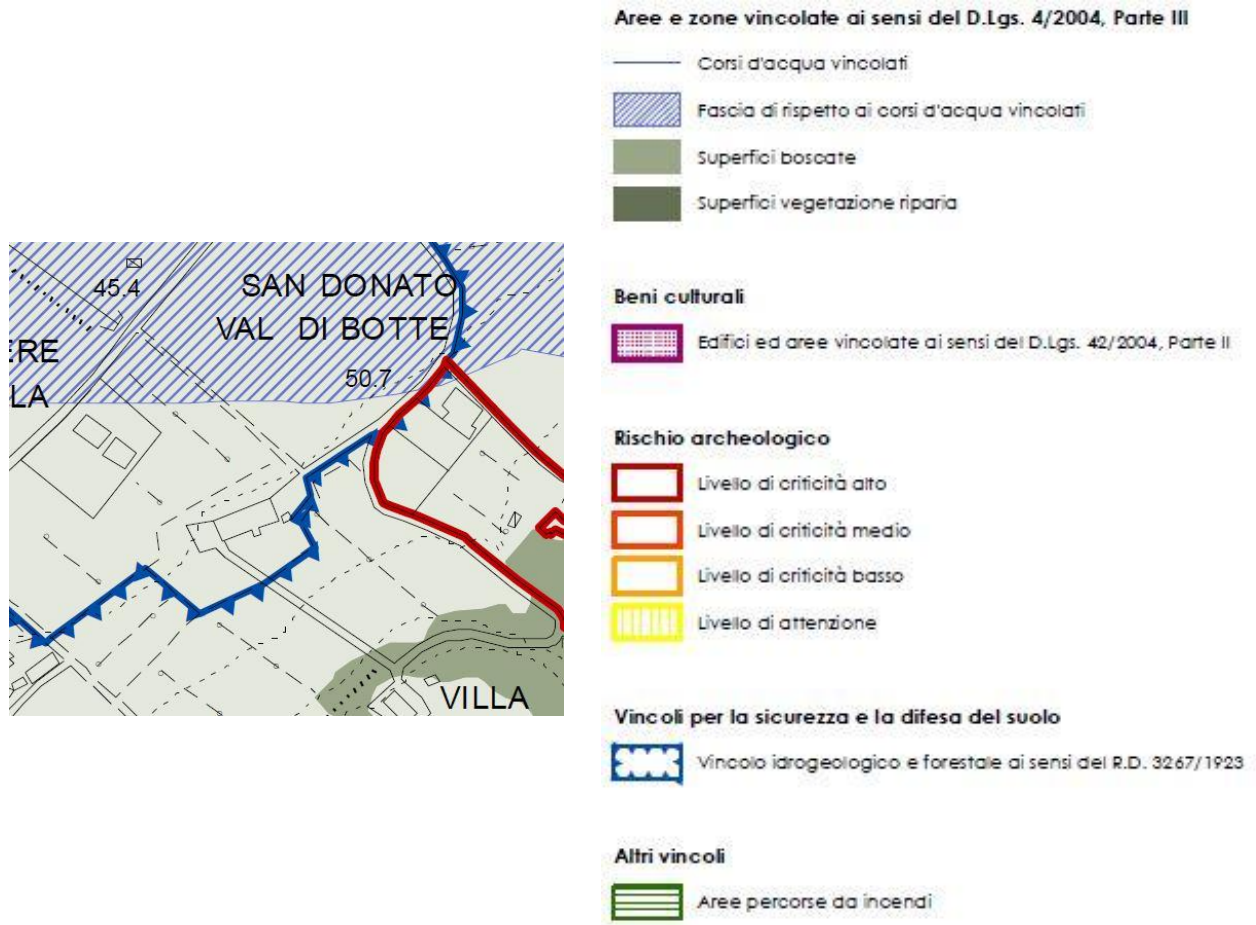 45.4
SAN DONATO
VAL DI BOTTE
ERE
LA
50.7
VILLA
Aree e zone vincolate ai sensi del D.Lgs. 4/2004, Parte III
Corsi d'acqua vincolati
Fascia di rispetto ai corsi d'acqua vincolati
Superfici boscate
Superfici vegetazione riparia
Beni culturali
Edifici ed aree vincolate ai sensi del D.Lgs. 42/2004, Parte II
Rischio archeologico
Livello di criticità alto
Livello di criticità medio
Livello di criticità basso
Livello di attenzione
Vincoli per la sicurezza e la difesa del suolo
Vincolo idrogeologico e forestale ai sensi del R.D. 3267/1923
Altri vincoli
Aree percorse da incendi